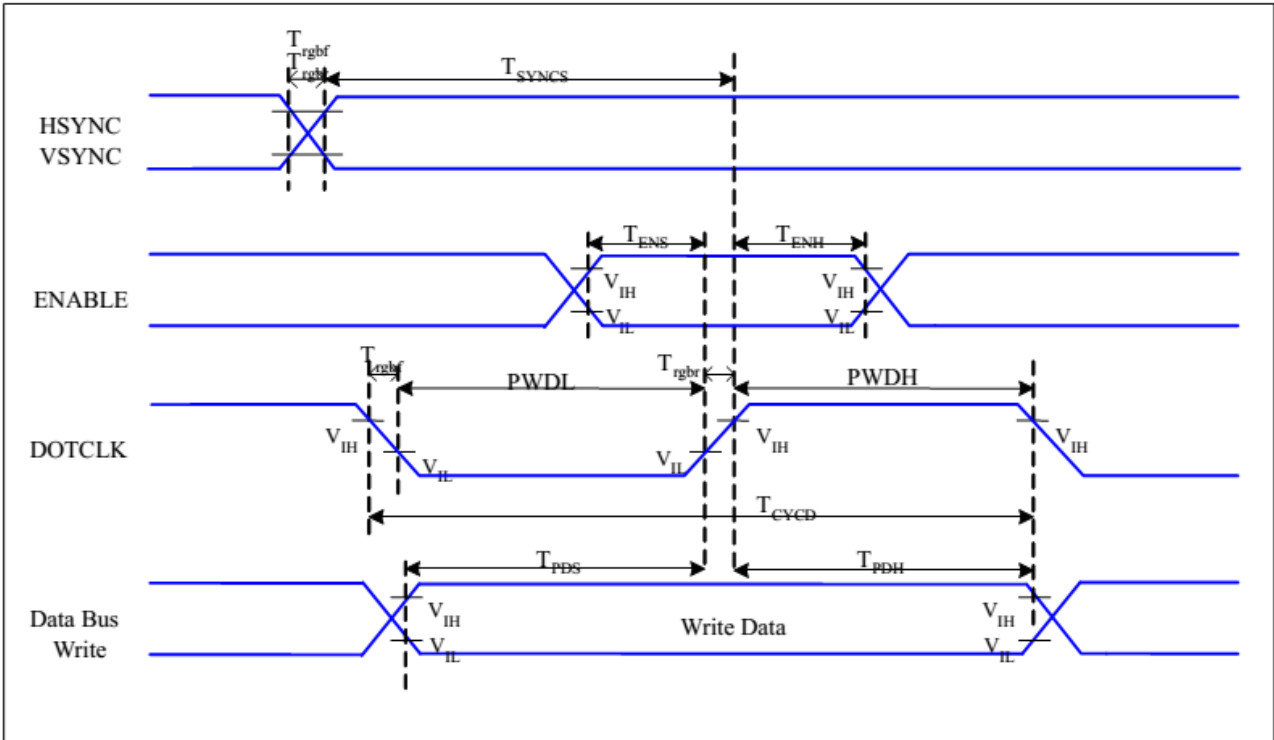 Trgbf
Trgbr
TSYNCS
HSYNC
VSYNC
TENS
TENH
ENABLE
VIH
VIH
VIL
VIL
Trgbf
PWDL
Trgbr
PWDH
DOTCLK
VIH
VIL
VIL
VIH
VIH
TCYCD
TPDS
TPDH
Data Bus
Write
VIH
Write Data
VIH
VIL
VIL